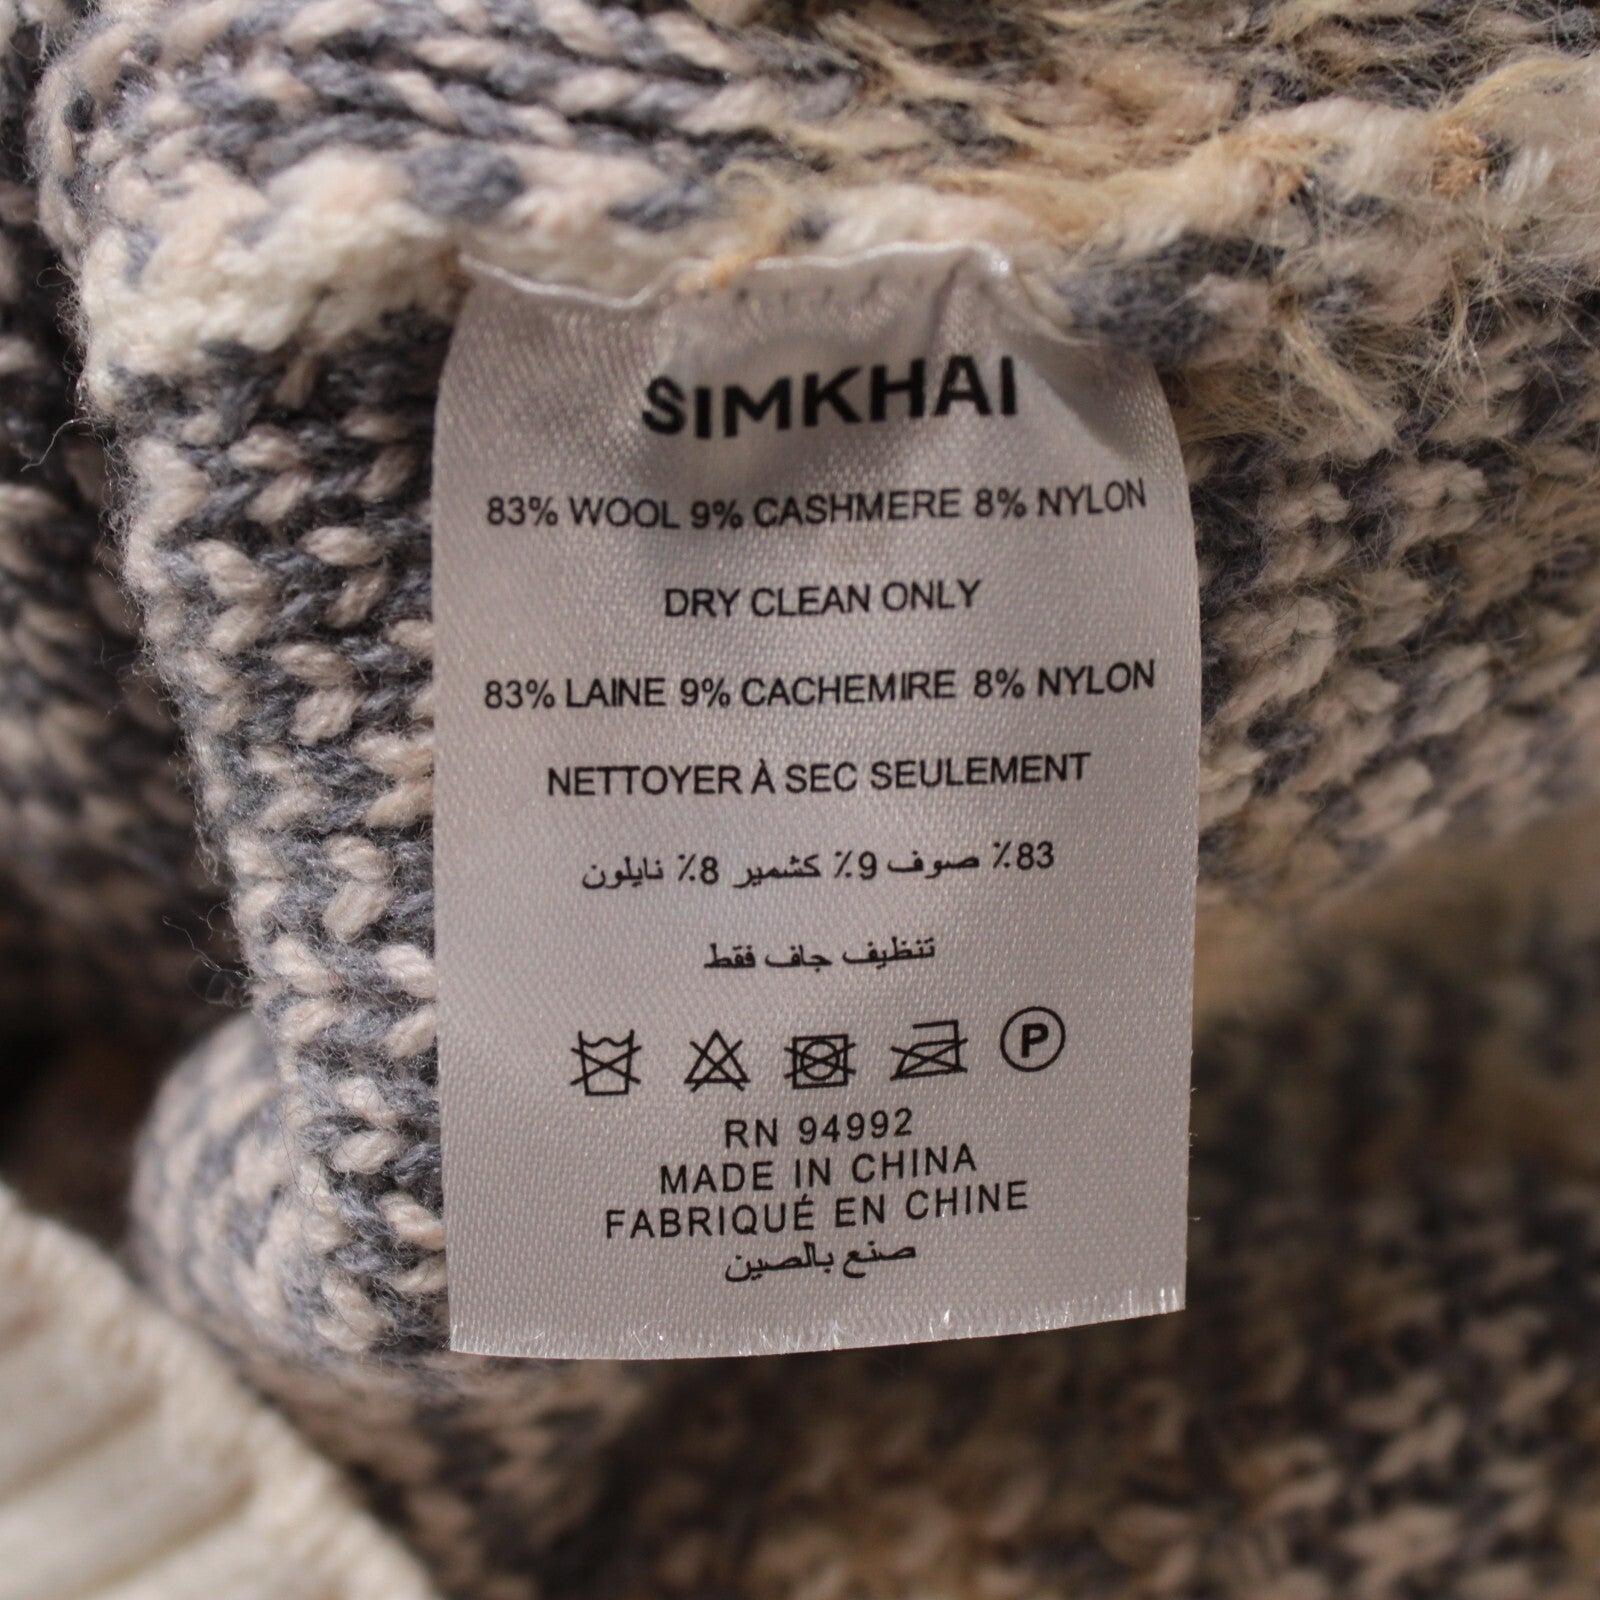 SIMKHAI
83% WOOL 9% CASHMERE 8% NYLON
DRY CLEAN ONLY
83% LAINE 9% CACHEMIRE 8% NYLON
NETTOYER À SEC SEULEMENT
83٪ صوف 9٪ كشمير 8٪ نايلون
تنظيف جاف فقط
P
RN 94992
MADE IN CHINA
FABRIQUÉ EN CHINE
صنع بالصين